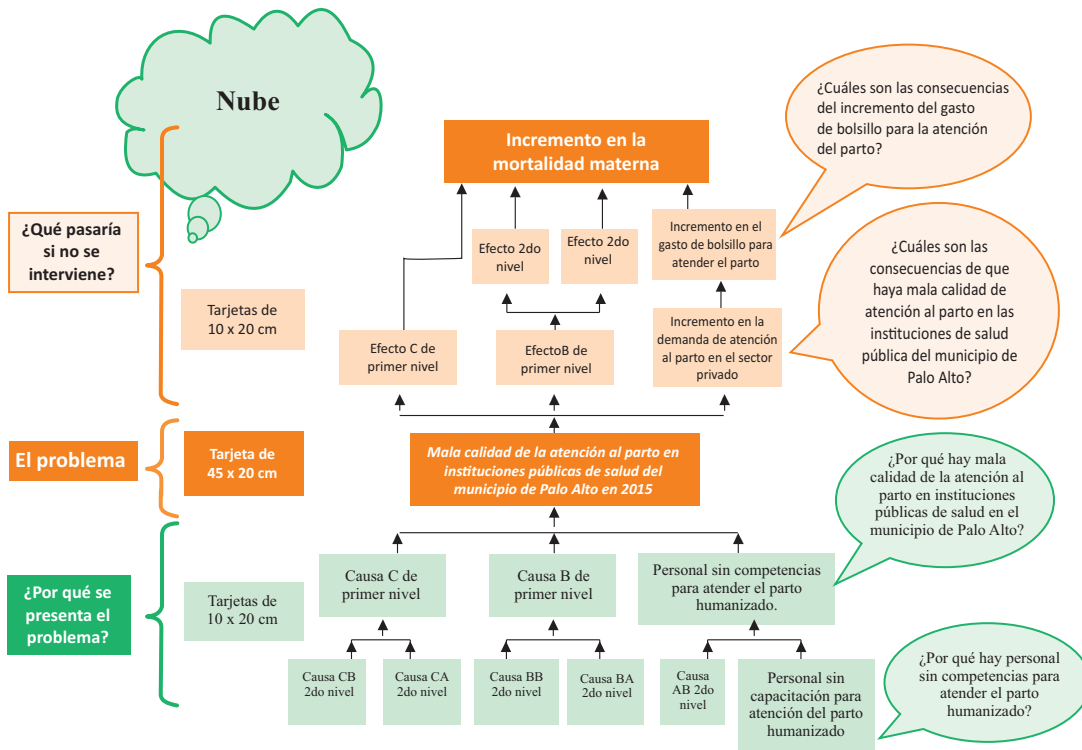 Nube
¿Cuáles son las consecuencias
del incremento del gasto
de bolsillo para la atención
del parto?
Incremento en la
mortalidad materna
¿Qué pasaría
si no se
interviene?
Tarjetas de
10 x 20 cm
Efecto 2do
nivel
Efecto 2do
nivel
Incremento en el
gasto de bolsillo para
atender el parto
¿Cuáles son las
consecuencias de que
haya mala calidad de
atención al parto en las
instituciones de salud
pública del municipio de
Palo Alto?
Efecto C de
primer nivel
EfectoB de
primer nivel
Incremento en la
demanda de atención
al parto en el sector
privado
El problema
Tarjeta de
45 x 20 cm
Mala calidad de la atención al parto en
instituciones públicas de salud del
municipio de Palo Alto en 2015
¿Por qué hay mala
calidad de la atención al
parto en instituciones
públicas de salud en el
municipio de Palo Alto?
¿Por qué se
presenta el
problema?
Tarjetas de
10 x 20 cm
Causa C de
primer nivel
Causa B de
primer nivel
Personal sin competencias
para atender el parto
humanizado.
Causa CB
2do nivel
Causa CA
2do nivel
Causa BB
2do nivel
Causa BA
2do nivel
Causa
AB 2do
nivel
Personal sin
capacitación para
atención del parto
humanizado
¿Por qué hay personal
sin competencias para
atender el parto
humanizado?